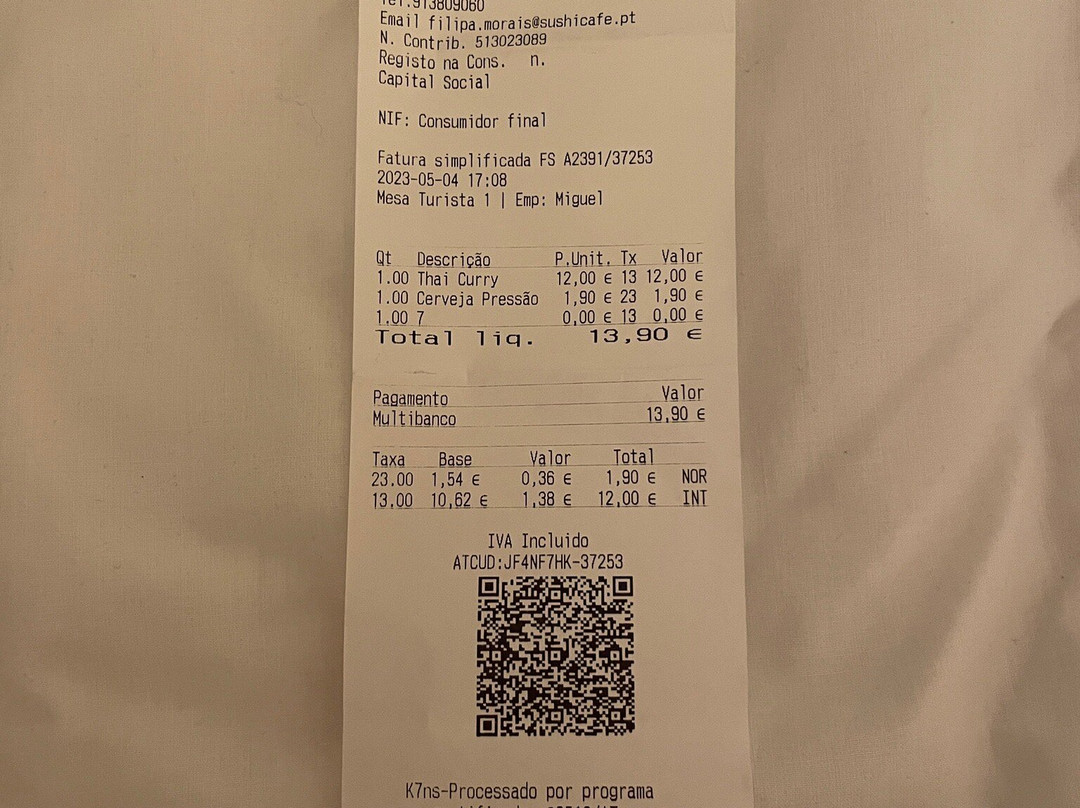 Tel.913809060
Email filipa.morais@sushicafe.pt
N. Contrib. 513023089
Registo na Cons. n.
Capital Social
NIF: Consumidor final
Fatura simplificada FS A2391/37253
2023-05-04 17:08
Mesa Turista 1 | Emp: Miguel
Qt Descrição P.Unit. Tx Valor
1.00 Thai Curry 12,00 € 13 12,00 €
1.00 Cerveja Pressão 1,90 € 23 1,90 €
1.00 7 0,00 € 13 0,00 €
Total liq. 13,90 €
Pagamento Valor
Multibanco 13,90 €
Taxa Base Valor Total
23.00 1,54 € 0,36 € 1,90 € NOR
13.00 10,62 € 1,38 € 12,00 € INT
IVA Incluido
ATCUD:JF4NF7HK-37253
K7ns-Processado por programa